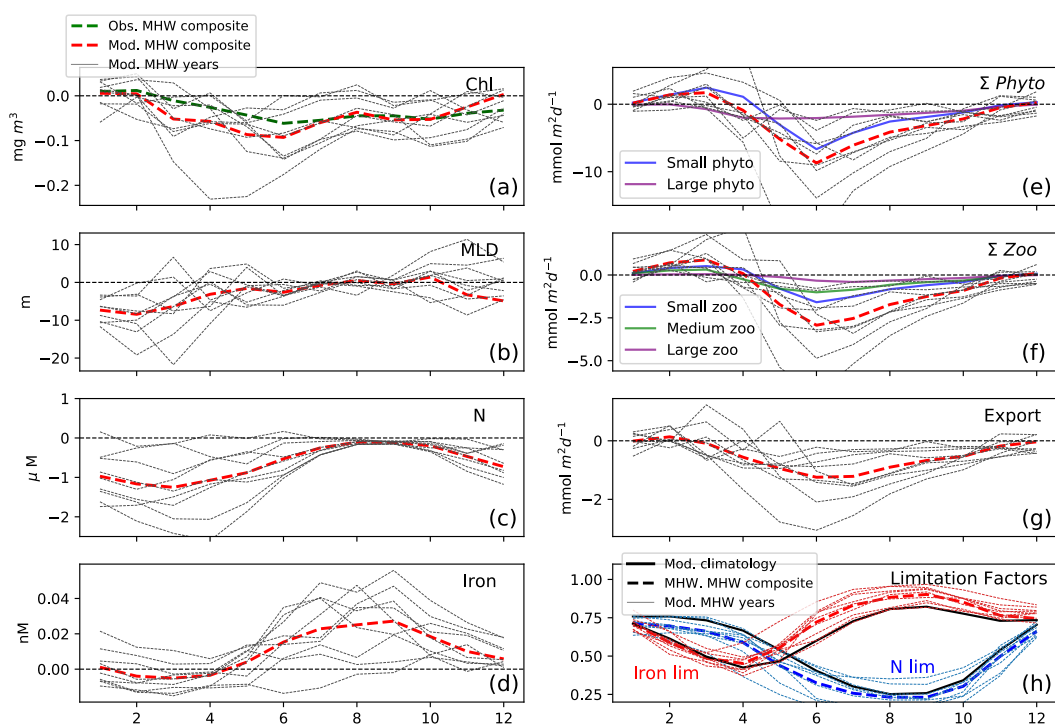 Obs. MHW composite
Mod. MHW composite
Mod. MHW years
Chl
0.0
−0.1
−0.2
mg m³
(a)
MLD
10
0
−10
−20
m
(b)
N
1
0
−1
−2
μ M
(c)
Iron
0.04
0.02
0.00
nM
(d)
2 4 6 8 10 12
Σ Phyto
0
−10
mmol m²d⁻¹
Small phyto
Large phyto
(e)
Σ Zoo
0.0
−2.5
−5.0
mmol m²d⁻¹
Small zoo
Medium zoo
Large zoo
(f)
Export
0
−2
mmol m²d⁻¹
(g)
Mod. climatology
MHW. MHW composite
Mod. MHW years
Limitation Factors
1.00
0.75
0.50
0.25
Iron lim
N lim
(h)
2 4 6 8 10 12